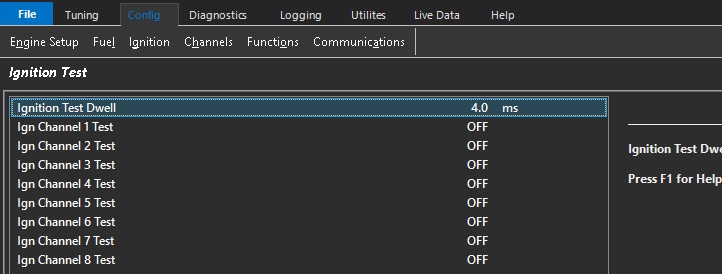 File Tuning Config Diagnostics Logging Utilites Live Data Help
Engine Setup Fuel Ignition Channels Functions Communications
Ignition Test
Ignition Test Dwell 4.0 ms
Ign Channel 1 Test OFF
Ign Channel 2 Test OFF
Ignition Test Dwe
Ign Channel 3 Test OFF
Press F1 for Help
Ign Channel 4 Test OFF
Ign Channel 5 Test OFF
Ign Channel 6 Test OFF
Ign Channel 7 Test OFF
Ign Channel 8 Test OFF